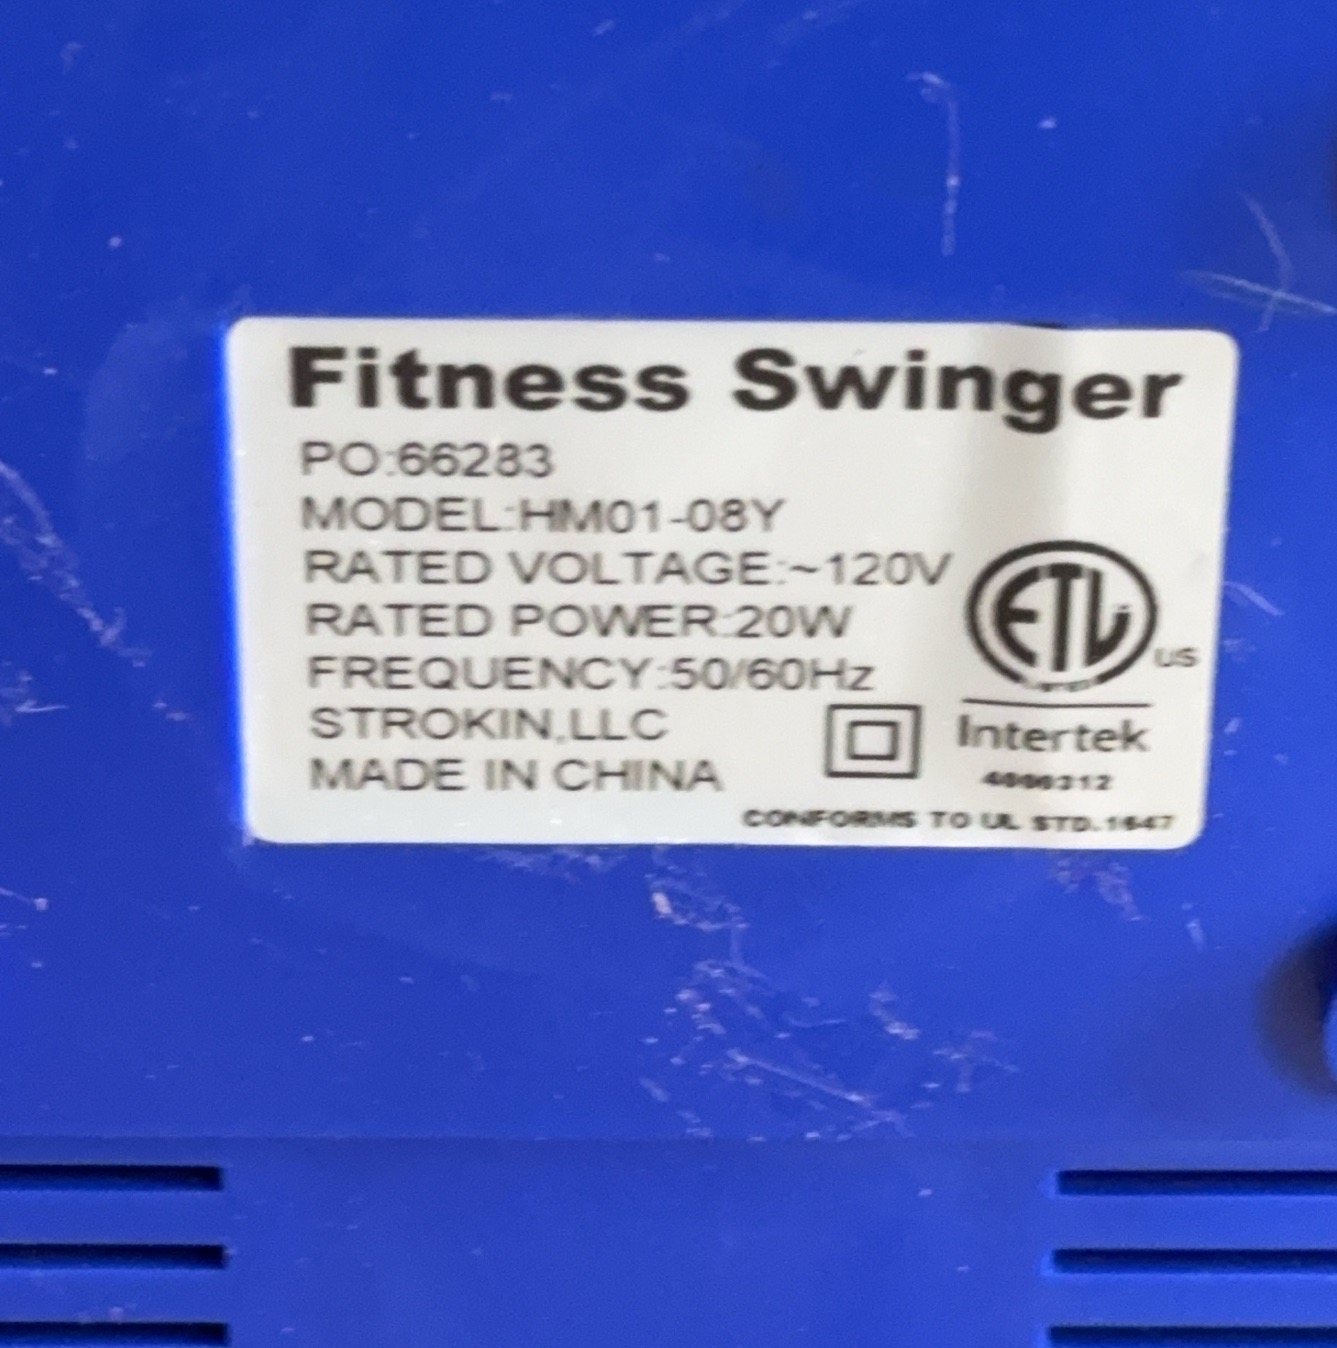 Fitness Swinger
PO:66283
MODEL:HM01-08Y
RATED VOLTAGE:~120V
RATED POWER:20W
FREQUENCY:50/60Hz
STROKIN,LLC
MADE IN CHINA
ETL
US
Intertek
4000312
CONFORMS TO UL STD.1647